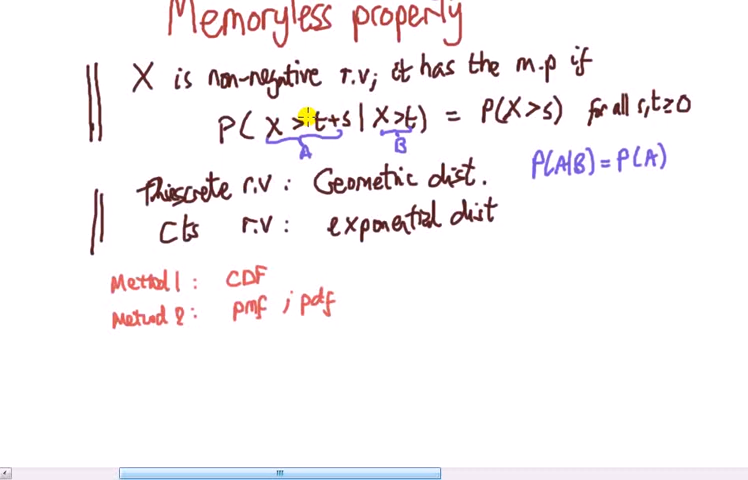 Memoryless property
X is non-negative r.v; it has the m.p if
P( X > t+s | X > t ) = P(X > s) for all s,t ≥ 0
A B
P(A|B) = P(A)
r.v : Geometric dist.
Cts r.v : exponential dist
Method 1 : CDF
Method 2 : pmf ; pdf